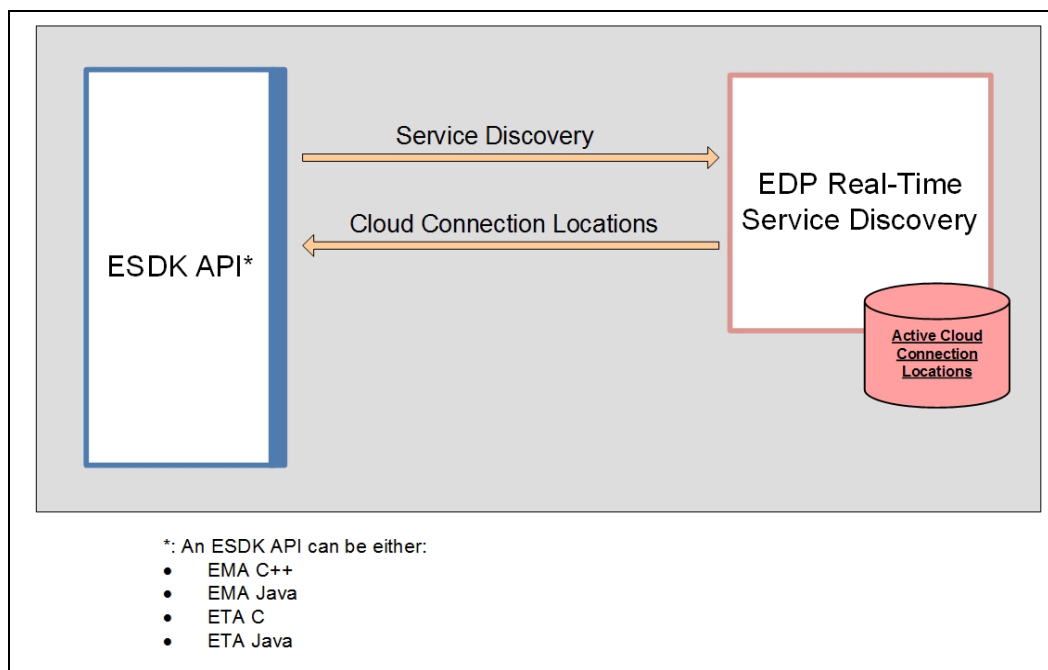 Service Discovery
Cloud Connection Locations
ESDK API*
EDP Real-Time
Service Discovery
Active Cloud
Connection
Locations
*: An ESDK API can be either:
● EMA C++
● EMA Java
● ETA C
● ETA Java